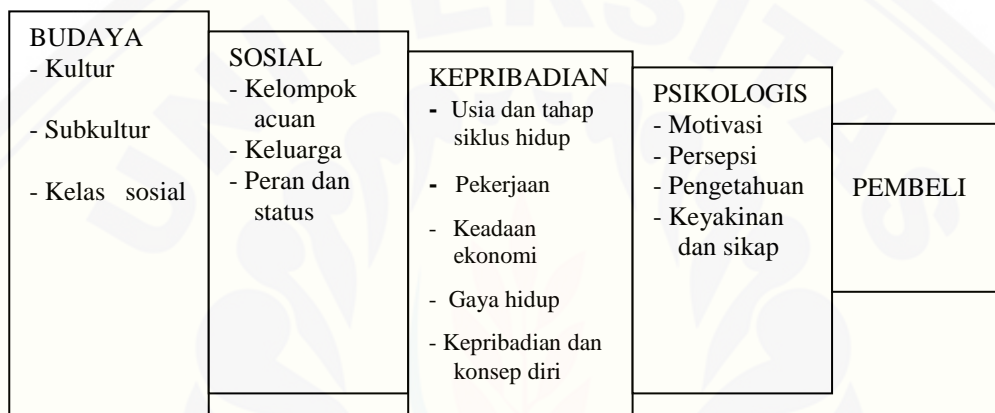 BUDAYA
- Kultur
- Subkultur
- Kelas sosial
SOSIAL
- Kelompok
acuan
- Keluarga
- Peran dan
status
KEPRIBADIAN
- Usia dan tahap
siklus hidup
- Pekerjaan
- Keadaan
ekonomi
- Gaya hidup
- Kepribadian dan
konsep diri
PSIKOLOGIS
- Motivasi
- Persepsi
- Pengetahuan
- Keyakinan
dan sikap
PEMBELI
UNIVERSITAS